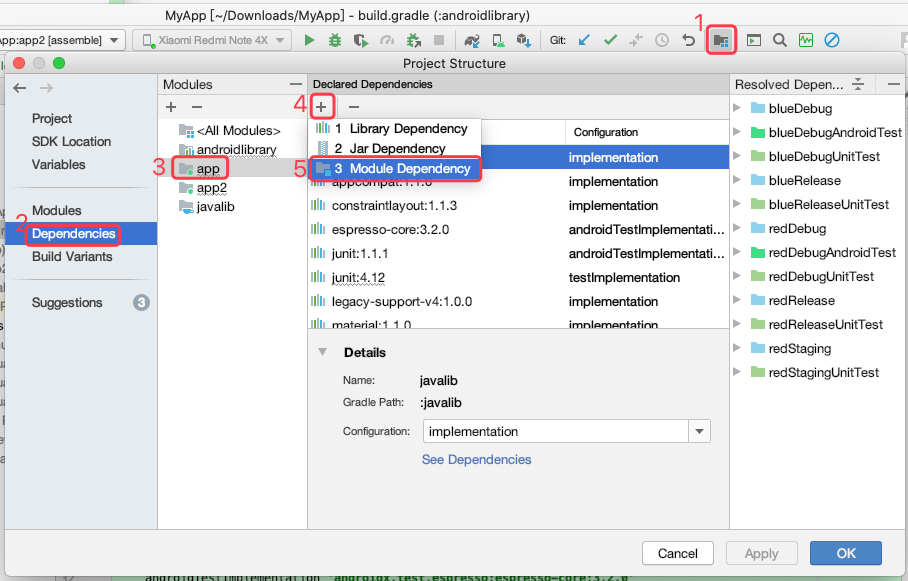 MyApp [~/Downloads/MyApp] - build.gradle (:androidlibrary)
App:app2 [assemble]
Xiaomi Redmi Note 4X
Git:
1
Project Structure
Project
SDK Location
Variables
Modules
2
Dependencies
Build Variants
Suggestions
3
Modules
<All Modules>
androidlibrary
3
app
app2
javalib
Declared Dependencies
4
1 Library Dependency
2 Jar Dependency
5
3 Module Dependency
Configuration
implementation
appcompat:1.1.0
implementation
constraintlayout:1.1.3
implementation
espresso-core:3.2.0
androidTestImplementati...
junit:1.1.1
androidTestImplementati...
junit:4.12
testImplementation
legacy-support-v4:1.0.0
implementation
material:1.1.0
implementation
Details
Name:
javalib
Gradle Path:
:javalib
Configuration:
implementation
See Dependencies
Resolved Depen...
blueDebug
blueDebugAndroidTest
blueDebugUnitTest
blueRelease
blueReleaseUnitTest
redDebug
redDebugAndroidTest
redDebugUnitTest
redRelease
redReleaseUnitTest
redStaging
redStagingUnitTest
Cancel
Apply
OK
32
androidTestImplementation 'androidx.test.espresso:espresso-core:3.2.0'